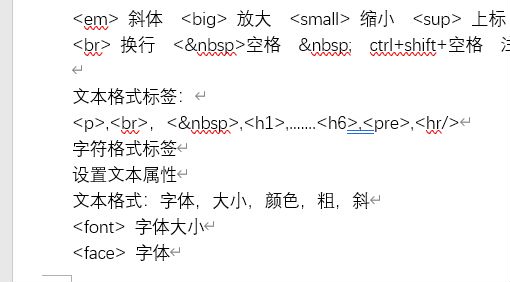 <em> 斜体 <big> 放大 <small> 缩小 <sup> 上标
<br> 换行 <&nbsp>空格 &nbsp; ctrl+shift+空格 注
文本格式标签：
<p>,<br>， <&nbsp>,<h1>,.......<h6>,<pre>,<hr/>
字符格式标签
设置文本属性
文本格式：字体，大小，颜色，粗，斜
<font> 字体大小
<face> 字体